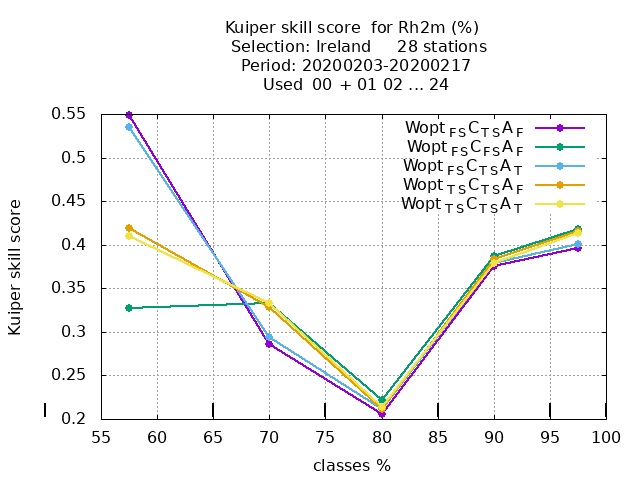 Kuiper skill score for Rh2m (%)
Selection: Ireland 28 stations
Period: 20200203-20200217
Used 00 + 01 02 ... 24
Wopt FS C TS A F
Wopt FS C FS A F
Wopt FS C TS A T
Wopt TS C TS A F
Wopt TS C TS A T
Kuiper skill score
0.55
0.5
0.45
0.4
0.35
0.3
0.25
0.2
55 60 65 70 75 80 85 90 95 100
classes %